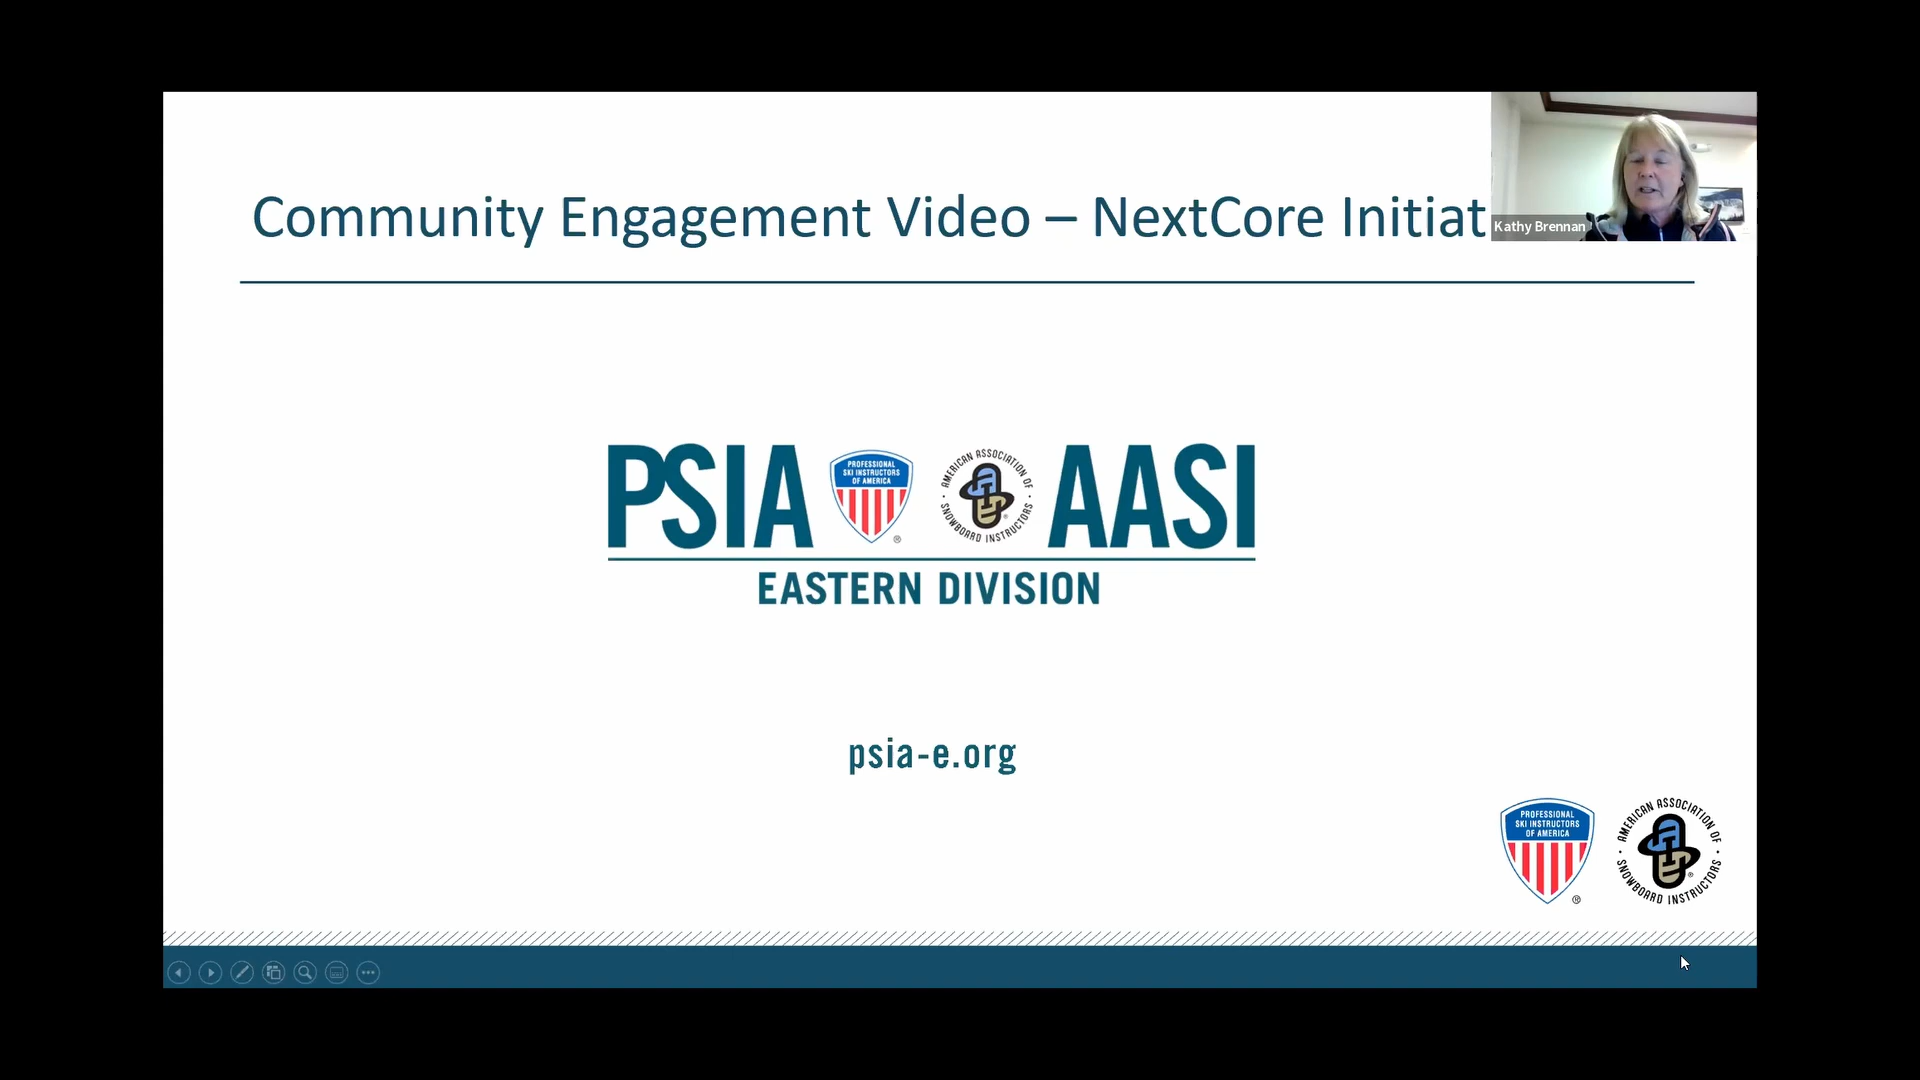 Community Engagement Video – NextCore Initiat
Kathy Brennan
PSIA
PROFESSIONAL
SKI INSTRUCTORS
OF AMERICA
®
AMERICAN ASSOCIATION OF
SNOWBOARD INSTRUCTORS
®
AASI
EASTERN DIVISION
psia-e.org
PROFESSIONAL
SKI INSTRUCTORS
OF AMERICA
®
AMERICAN ASSOCIATION OF
SNOWBOARD INSTRUCTORS
®